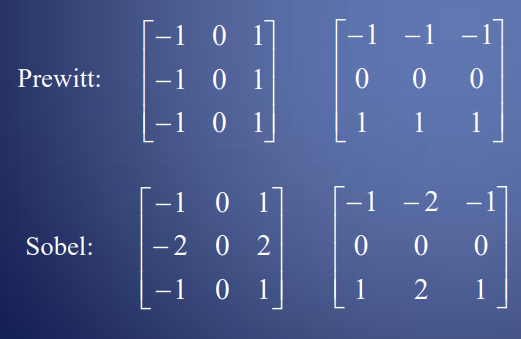 −1 0 1 −1 −1 −1
Prewitt: −1 0 1 0 0 0
−1 0 1 1 1 1
−1 0 1 −1 −2 −1
Sobel: −2 0 2 0 0 0
−1 0 1 1 2 1